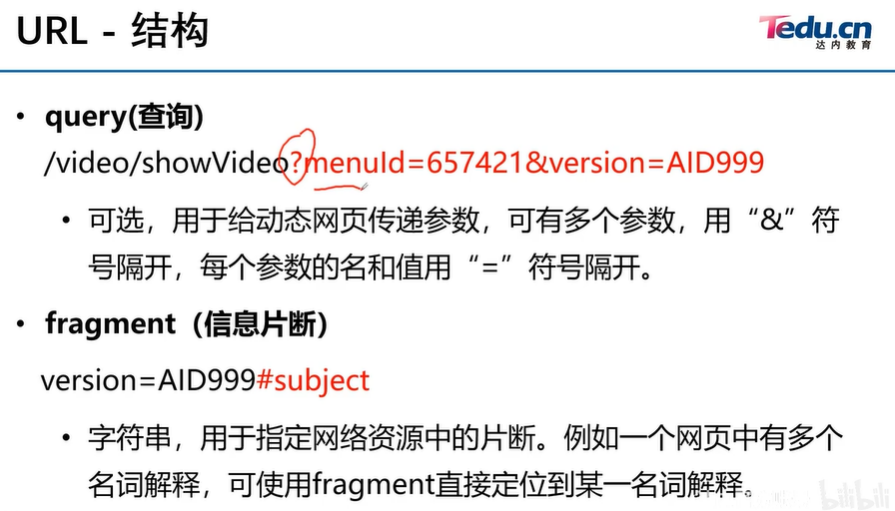 URL - 结构
Tedu.cn
达内教育
• query(查询)
/video/showVideo?menuId=657421&version=AID999
• 可选，用于给动态网页传递参数，可有多个参数，用“&”符
号隔开，每个参数的名和值用“=”符号隔开。
• fragment（信息片断）
version=AID999#subject
• 字符串，用于指定网络资源中的片断。例如一个网页中有多个
名词解释，可使用fragment直接定位到某一名词解释。
bilibili